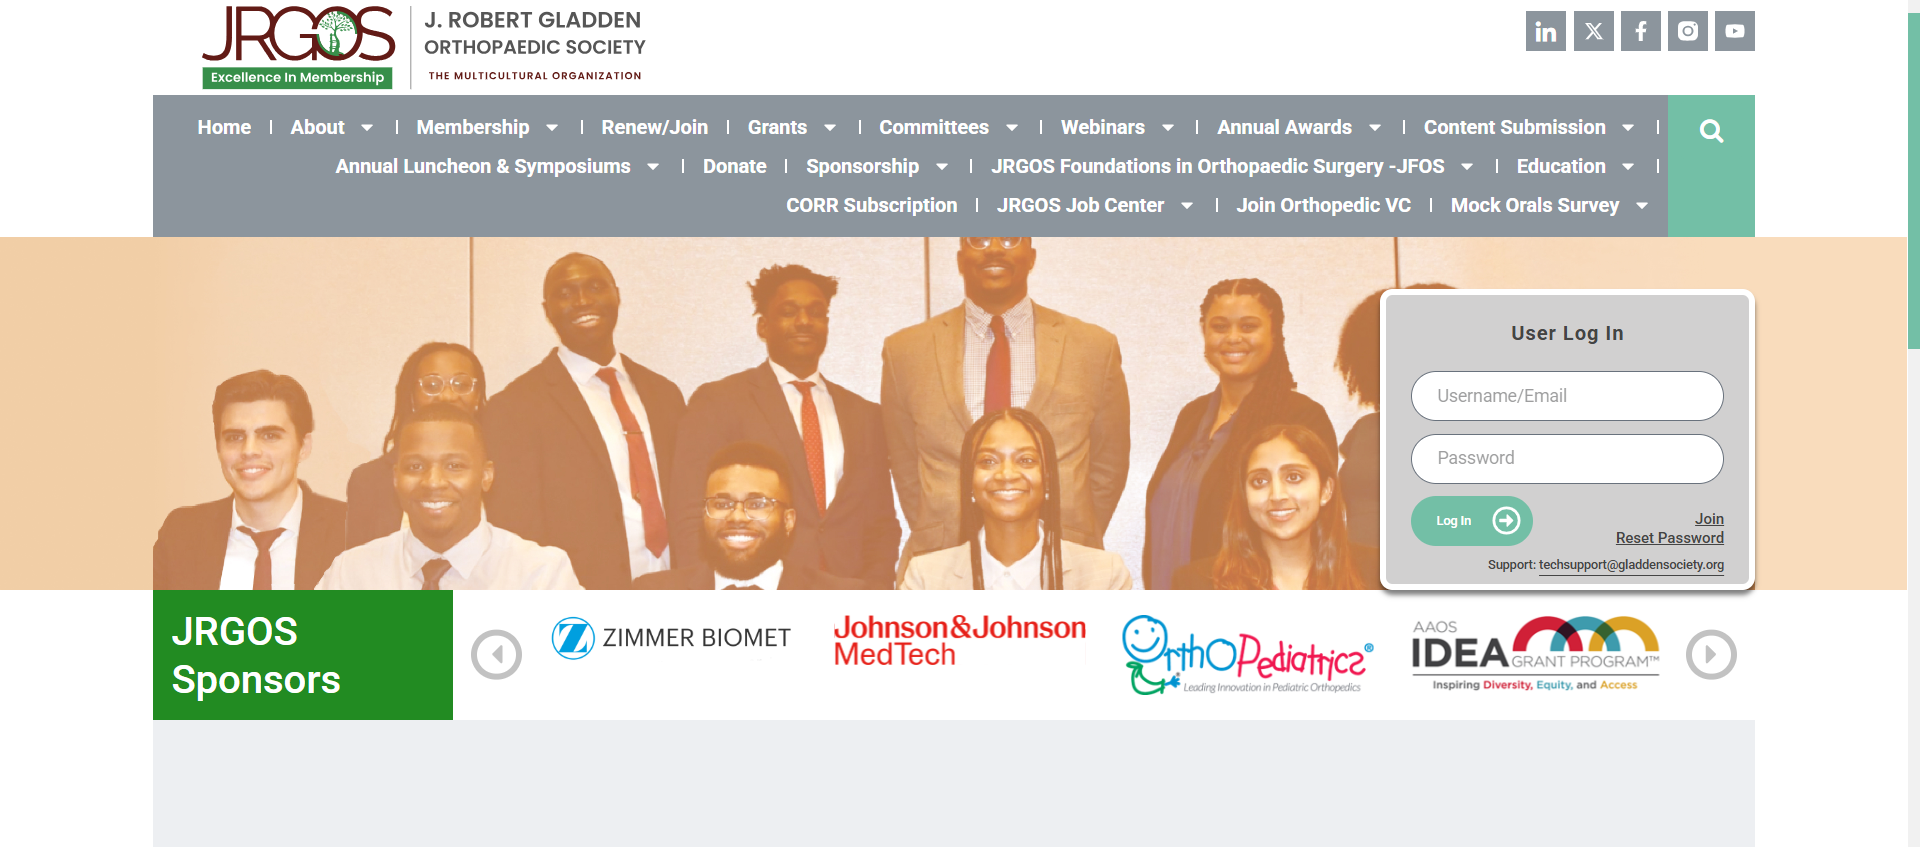 JRGOS
Excellence In Membership
J. ROBERT GLADDEN
ORTHOPAEDIC SOCIETY
THE MULTICULTURAL ORGANIZATION
Home | About | Membership | Renew/Join | Grants | Committees | Webinars | Annual Awards | Content Submission |
Annual Luncheon & Symposiums | Donate | Sponsorship | JRGOS Foundations in Orthopaedic Surgery -JFOS | Education |
CORR Subscription | JRGOS Job Center | Join Orthopedic VC | Mock Orals Survey
User Log In
Username/Email
Password
Log In
Join
Reset Password
Support: techsupport@gladdensociety.org
JRGOS
Sponsors
Z ZIMMER BIOMET
Johnson&Johnson
MedTech
OrthoPediatrics®
Leading Innovation in Pediatric Orthopedics
AAOS
IDEA GRANT PROGRAM™
Inspiring Diversity, Equity, and Access